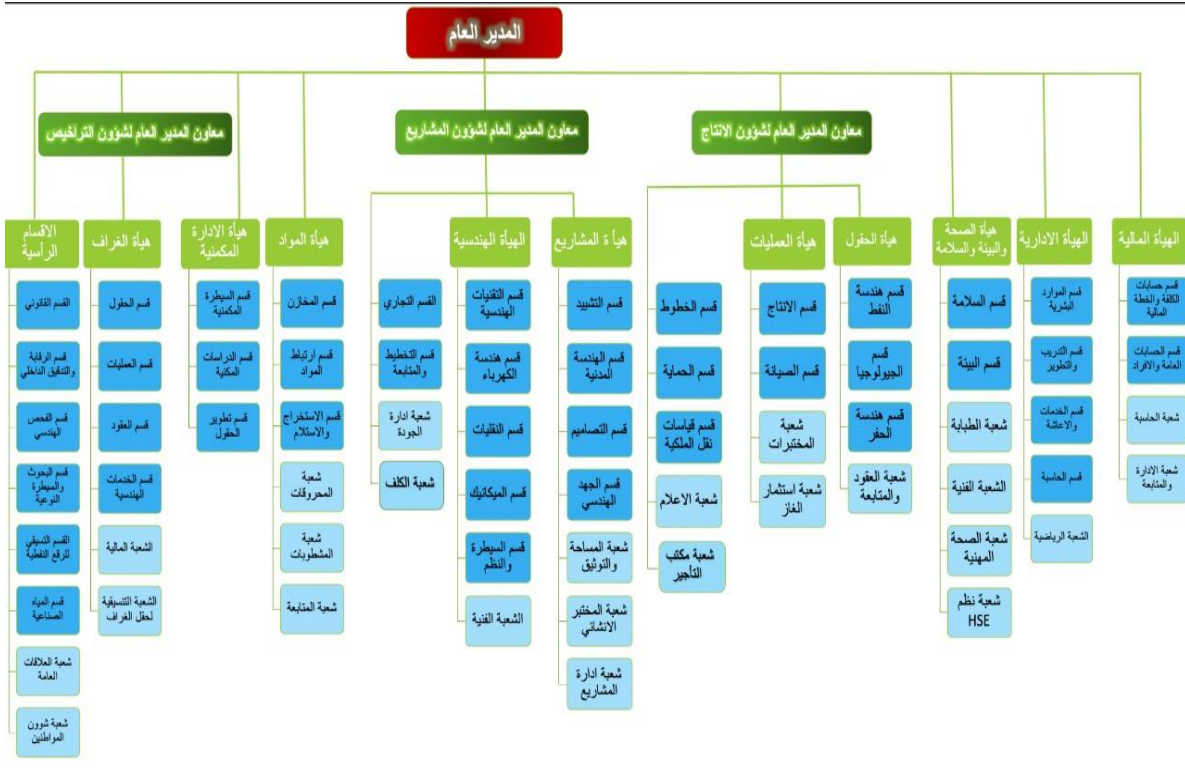 المدير العام
معاون المدير العام لشؤون الانتاج
معاون المدير العام لشؤون المشاريع
معاون المدير العام لشؤون التراخيص
الهيأة المالية
قسم حسابات
الكلفة والخطة
المالية
قسم الحسابات
العامة والافراد
شعبة الحاسبة
شعبة الادارة
والمتابعة
الهيأة الادارية
قسم الموارد
البشرية
قسم التدريب
والتطوير
قسم الخدمات
والاعاشة
قسم الحاسبة
الشعبة الرياضية
هيأة الصحة
والبيئة والسلامة
قسم السلامة
قسم البيئة
شعبة الطبابة
الشعبة الفنية
شعبة الصحة
المهنية
شعبة نظم
HSE
هيأة الحقول
قسم هندسة
النفط
قسم
الجيولوجيا
قسم هندسة
الحفر
شعبة العقود
والمتابعة
هيأة العمليات
قسم الانتاج
قسم الصيانة
شعبة
المختبرات
شعبة استثمار
الغاز
قسم الخطوط
قسم الحماية
قسم قياسات
نقل الملكية
شعبة الاعلام
شعبة مكتب
التأجير
هيأ ة المشاريع
قسم التشييد
قسم الهندسة
المدنية
قسم التصاميم
قسم الجهد
الهندسي
شعبة المساحة
والتوثيق
شعبة المختبر
الانشائي
شعبة ادارة
المشاريع
الهيأة الهندسية
قسم التقنيات
الهندسية
قسم هندسة
الكهرباء
قسم النقليات
قسم الميكانيك
قسم السيطرة
والنظم
الشعبة الفنية
القسم التجاري
قسم التخطيط
والمتابعة
شعبة ادارة
الجودة
شعبة الكلف
هيأة المواد
قسم المخازن
قسم ارتباط
المواد
قسم الاستخراج
والاستلام
شعبة
المحروقات
شعبة
المشطوبات
شعبة المتابعة
هيأة الادارة
المكمنية
قسم السيطرة
المكمنية
قسم الدراسات
قسم تطوير
الحقول
هيأة الغراف
قسم الحقول
قسم العمليات
قسم العقود
قسم الخدمات
الهندسية
الشعبة المالية
الشعبة التنسيقية
لحقل الغراف
الاقسام
الرأسية
القسم القانوني
قسم الرقابة
والتدقيق الداخلي
قسم الفحص
الهندسي
قسم البحوث
والسيطرة
النوعية
للرقع النفطية
قسم المياه
الصناعية
شعبة العلاقات
العامة
شعبة شوون
المواطنين